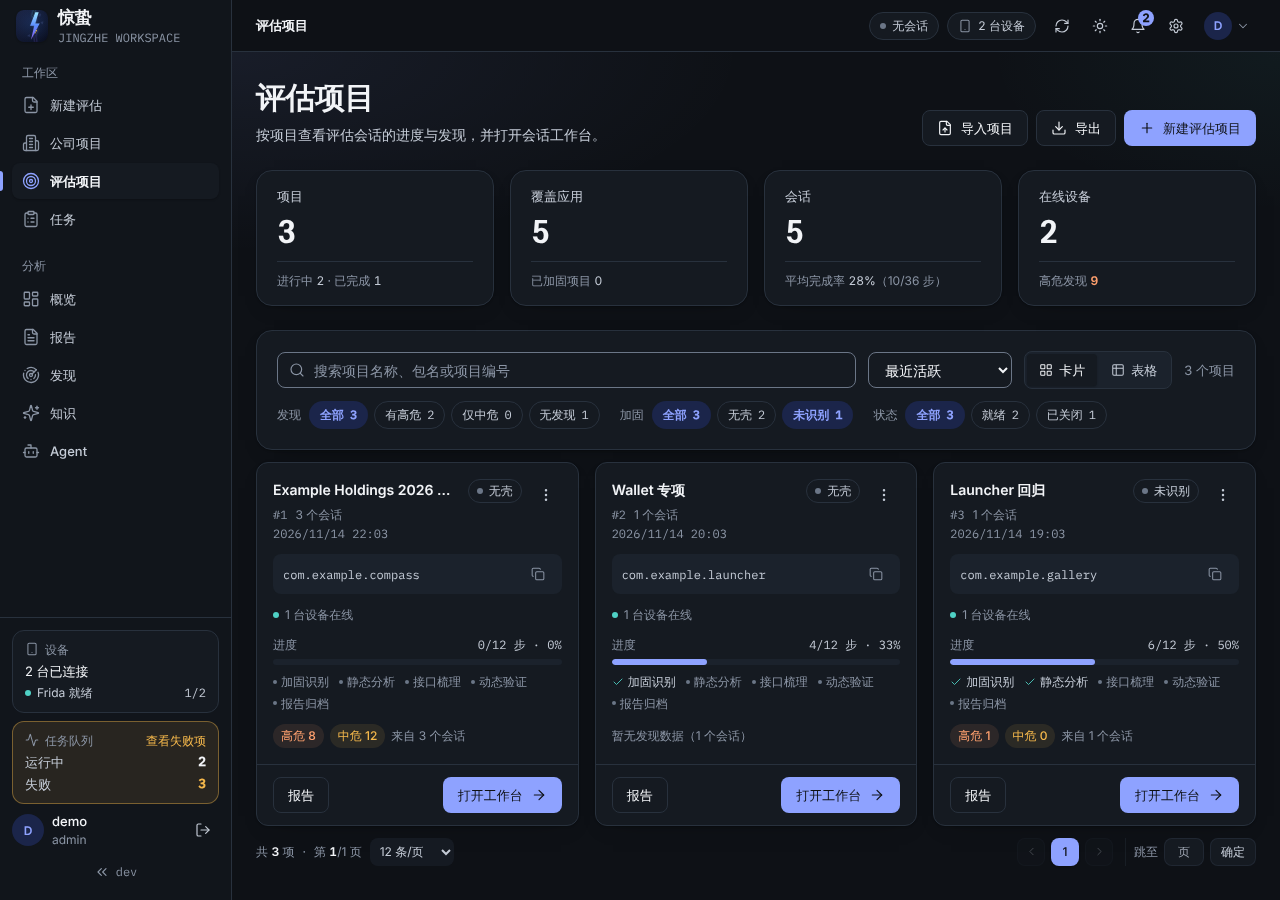 惊蛰
JINGZHE WORKSPACE
工作区
新建评估
公司项目
评估项目
任务
分析
概览
报告
发现
知识
Agent
设备
2 台已连接
Frida 就绪 1/2
任务队列 查看失败项
运行中 2
失败 3
D demo
admin
dev
评估项目 无会话 2 台设备 2 D
评估项目
按项目查看评估会话的进度与发现，并打开会话工作台。
导入项目 导出 新建评估项目
项目
3
进行中 2 · 已完成 1
覆盖应用
5
已加固项目 0
会话
5
平均完成率 28%（10/36 步）
在线设备
2
高危发现 9
搜索项目名称、包名或项目编号 最近活跃 卡片 表格 3 个项目
发现 全部 3 有高危 2 仅中危 0 无发现 1 加固 全部 3 无壳 2 未识别 1 状态 全部 3 就绪 2 已关闭 1
Example Holdings 2026 ... 无壳
#1 3 个会话
2026/11/14 22:03
com.example.compass
1 台设备在线
进度 0/12 步 · 0%
加固识别 静态分析 接口梳理 动态验证
报告归档
高危 8 中危 12 来自 3 个会话
报告 打开工作台
Wallet 专项 无壳
#2 1 个会话
2026/11/14 20:03
com.example.launcher
1 台设备在线
进度 4/12 步 · 33%
加固识别 静态分析 接口梳理 动态验证
报告归档
暂无发现数据（1 个会话）
报告 打开工作台
Launcher 回归 未识别
#3 1 个会话
2026/11/14 19:03
com.example.gallery
1 台设备在线
进度 6/12 步 · 50%
加固识别 静态分析 接口梳理 动态验证
报告归档
高危 1 中危 0 来自 1 个会话
报告 打开工作台
共 3 项 · 第 1/1 页 12 条/页 1 跳至 页 确定